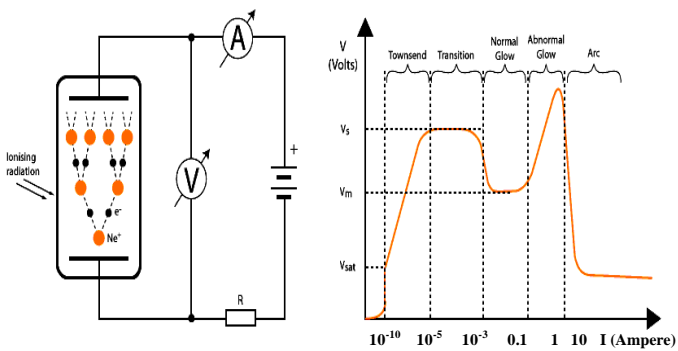 Ionising
radiation
e-
Ne+
A
V
+
R
V
(Volts)
Townsend
Transition
Normal
Glow
Abnormal
Glow
Arc
Vs
Vm
Vsat
10-10 10-5 10-3 0.1 1 10 I (Ampere)